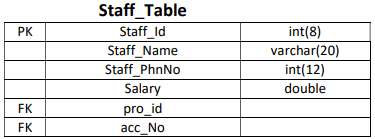 Staff_Table
PK Staff_Id int(8)
Staff_Name varchar(20)
Staff_PhnNo int(12)
Salary double
FK pro_id
FK acc_No